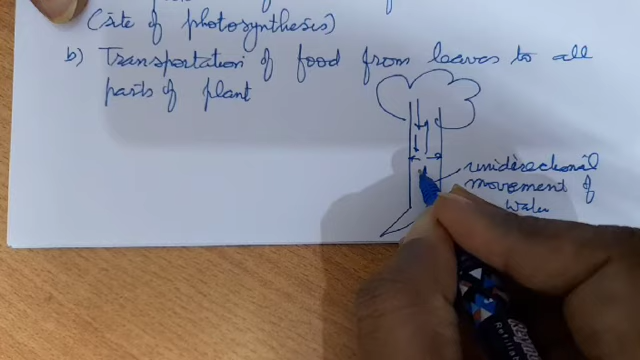 (site of photosynthesis)
b) Transportation of food from leaves to all
parts of plant
unidirectional
movement of
water